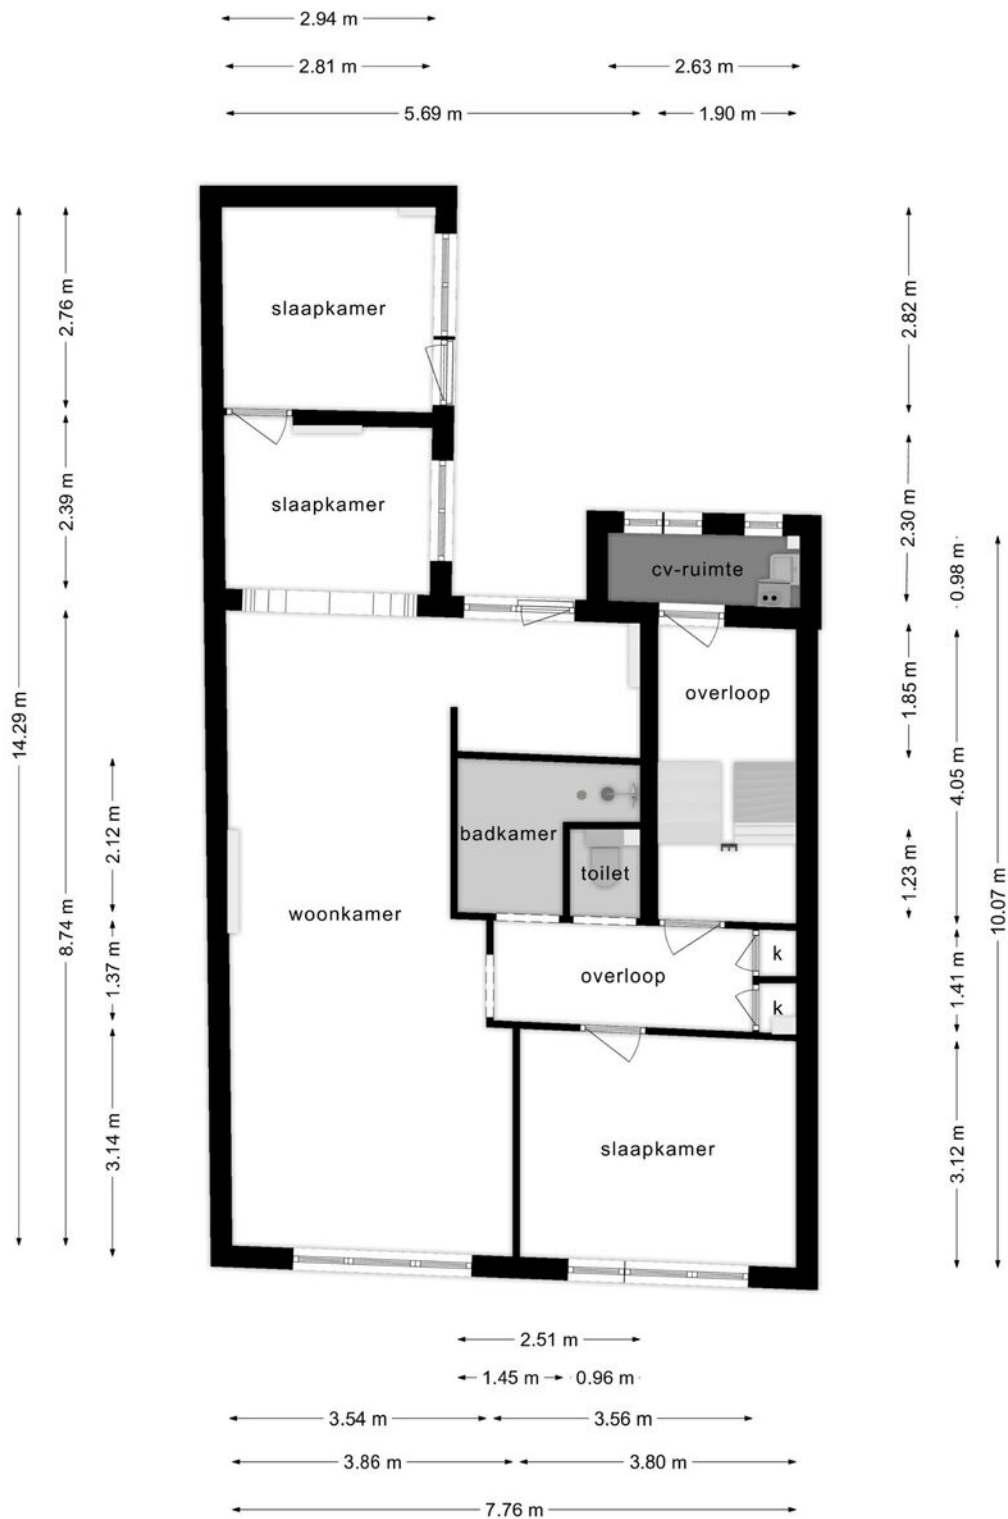 2.94 m
2.81 m
2.63 m
5.69 m
1.90 m
14.29 m
2.76 m
2.39 m
8.74 m
2.12 m
1.37 m
3.14 m
slaapkamer
slaapkamer
cv-ruimte
overloop
badkamer
toilet
woonkamer
overloop
k
k
slaapkamer
2.82 m
2.30 m
0.98 m
1.85 m
4.05 m
1.23 m
10.07 m
1.41 m
3.12 m
2.51 m
1.45 m
0.96 m
3.54 m
3.56 m
3.86 m
3.80 m
7.76 m